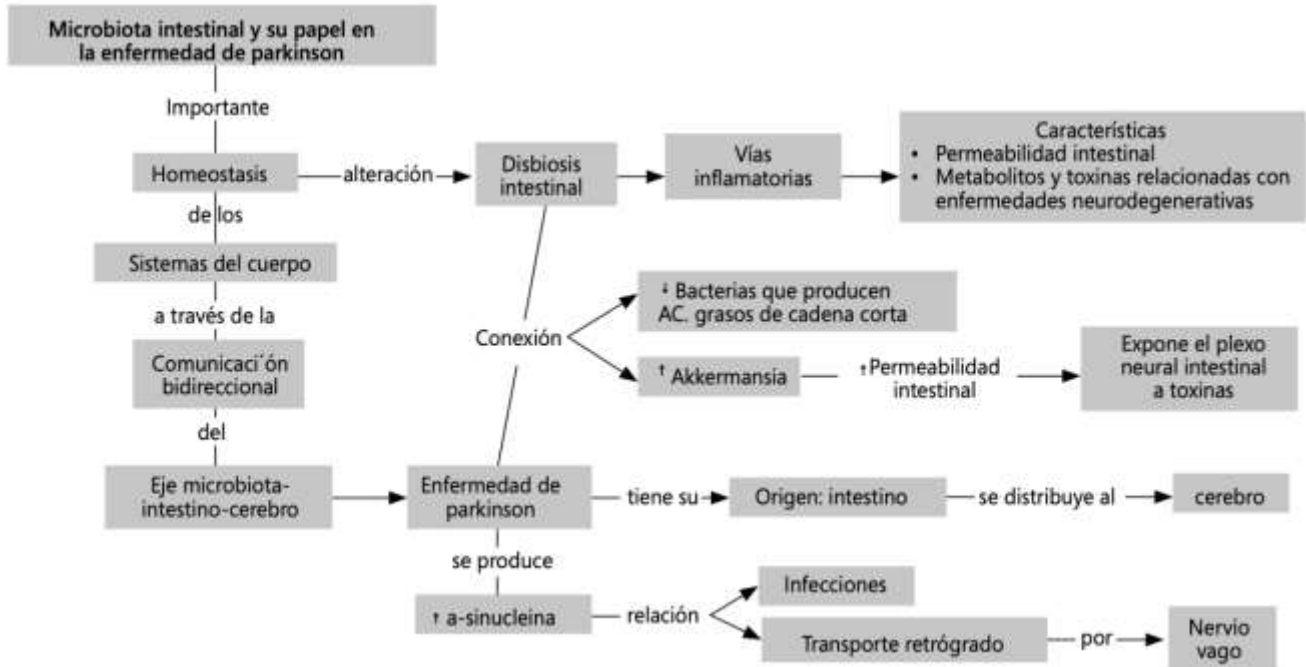 Microbiota intestinal y su papel en
la enfermedad de parkinson
Importante
Homeostasis
alteración
Disbiosis
intestinal
Vías
inflamatorias
Características
• Permeabilidad intestinal
• Metabolitos y toxinas relacionadas con
enfermedades neurodegenerativas
de los
Sistemas del cuerpo
a través de la
Comunicaci´ón
bidireccional
del
Eje microbiota-
intestino-cerebro
Conexión
↓ Bacterias que producen
AC. grasos de cadena corta
↑ Akkermansia
↑Permeabilidad
intestinal
Expone el plexo
neural intestinal
a toxinas
Enfermedad de
parkinson
tiene su
Origen: intestino
se distribuye al
cerebro
se produce
↑ a-sinucleina
relación
Infecciones
Transporte retrógrado
por
Nervio
vago